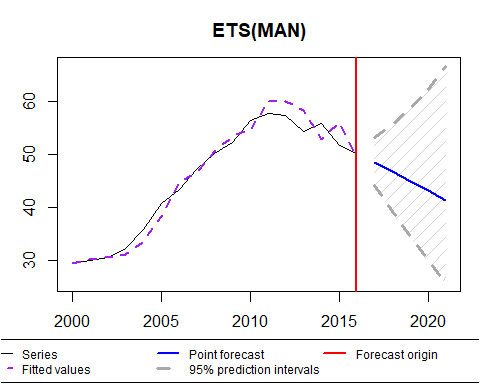 ETS(MAN)
60
50
40
30
2000 2005 2010 2015 2020
Series Point forecast Forecast origin
Fitted values 95% prediction intervals